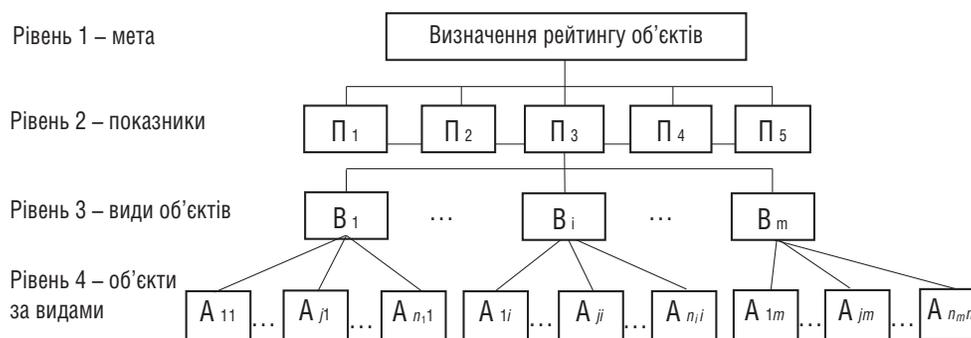 Рівень 1 – мета
Визначення рейтингу об’єктів
Рівень 2 – показники
П 1 П 2 П 3 П 4 П 5
Рівень 3 – види об’єктів
В 1 ... В i ... В m
Рівень 4 – об’єкти
за видами
А 11 ... А j1 ... А n₁1 А 1i ... А ji ... А nᵢi А 1m ... А jm ... А nₘn